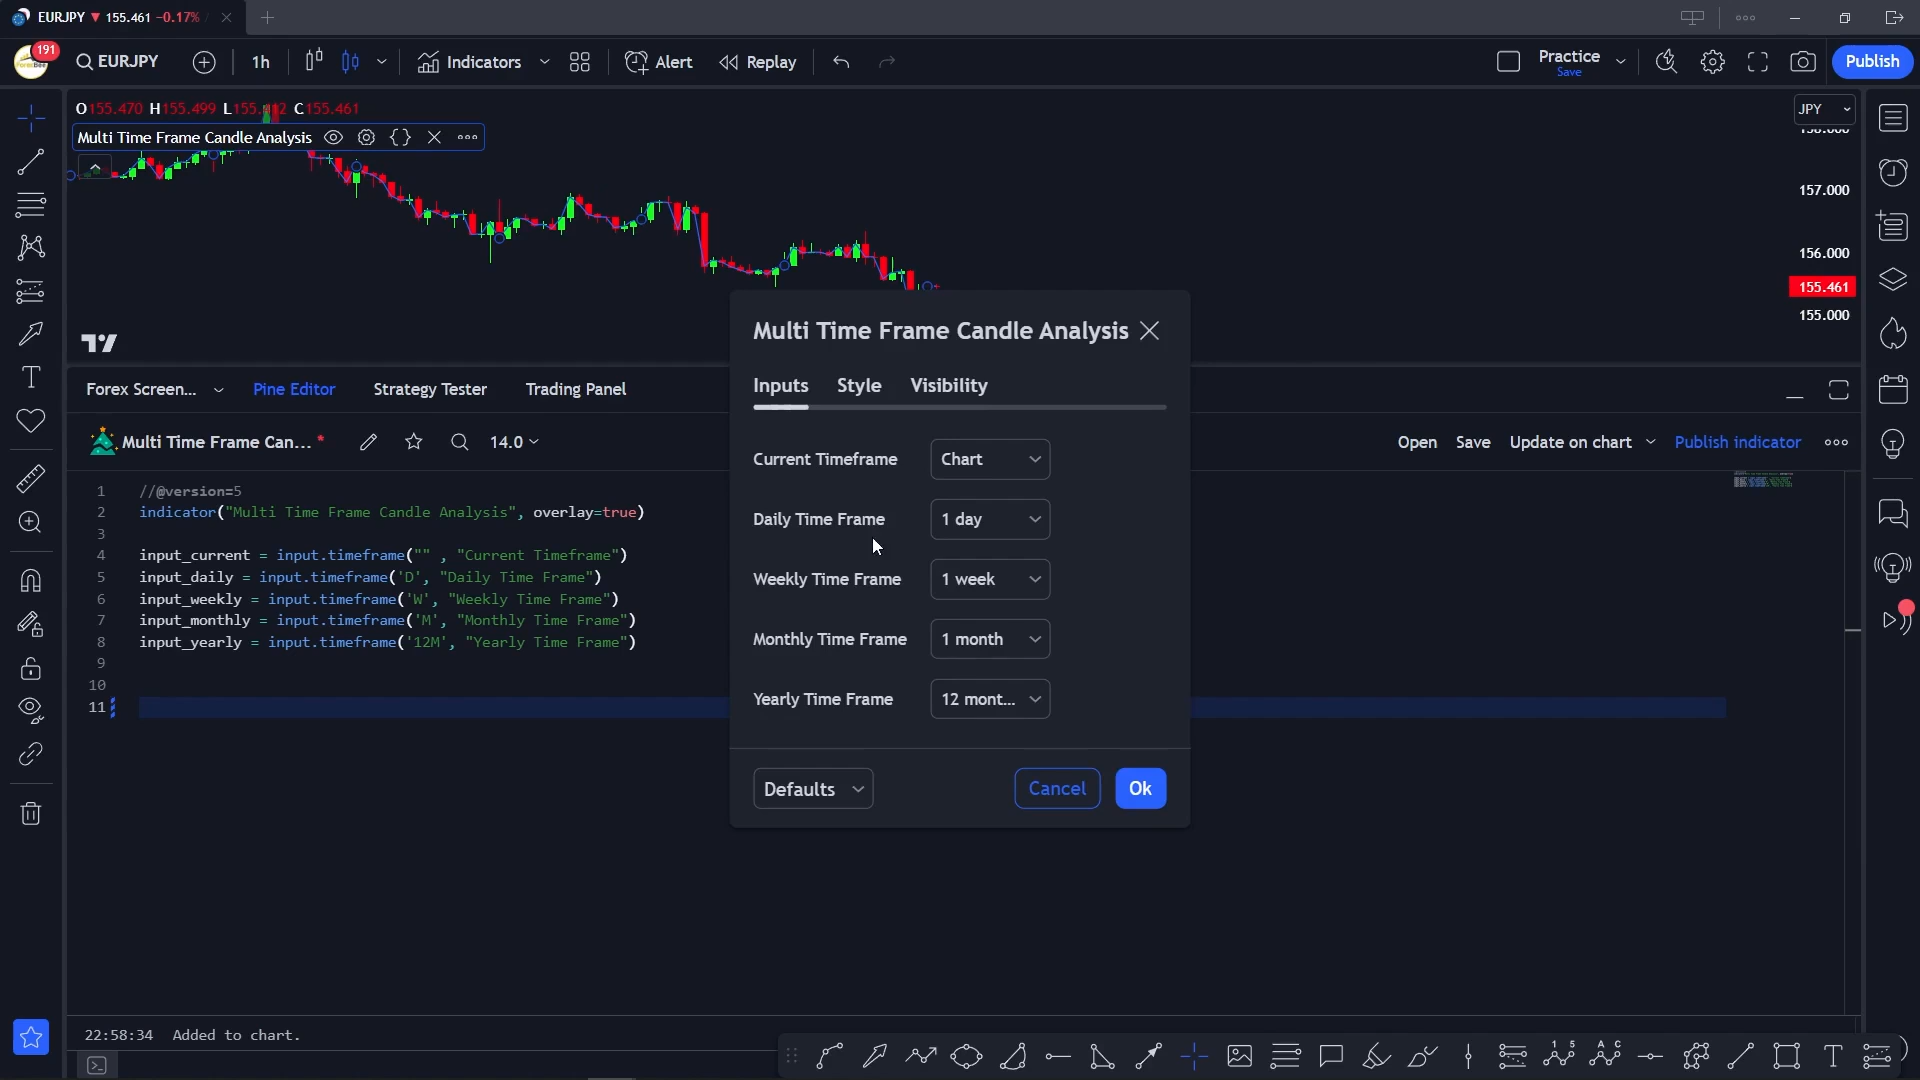 EURJPY ▼ 155.461 -0.17% /
191
EURJPY
1h
Indicators
Alert
Replay
Practice
Save
Publish
O155.470 H155.499 L C155.461
JPY
Multi Time Frame Candle Analysis
157.000
156.000
155.461
155.000
Multi Time Frame Candle Analysis
Inputs Style Visibility
Current Timeframe Chart
Daily Time Frame 1 day
Weekly Time Frame 1 week
Monthly Time Frame 1 month
Yearly Time Frame 12 mont...
Defaults Cancel Ok
Forex Screen... Pine Editor Strategy Tester Trading Panel
Multi Time Frame Can... * 14.0
Open Save Update on chart Publish indicator
1 //@version=5
2 indicator("Multi Time Frame Candle Analysis", overlay=true)
3
4 input_current = input.timeframe("" , "Current Timeframe")
5 input_daily = input.timeframe('D', "Daily Time Frame")
6 input_weekly = input.timeframe('W', "Weekly Time Frame")
7 input_monthly = input.timeframe('M', "Monthly Time Frame")
8 input_yearly = input.timeframe('12M', "Yearly Time Frame")
9
10
11
22:58:34 Added to chart.